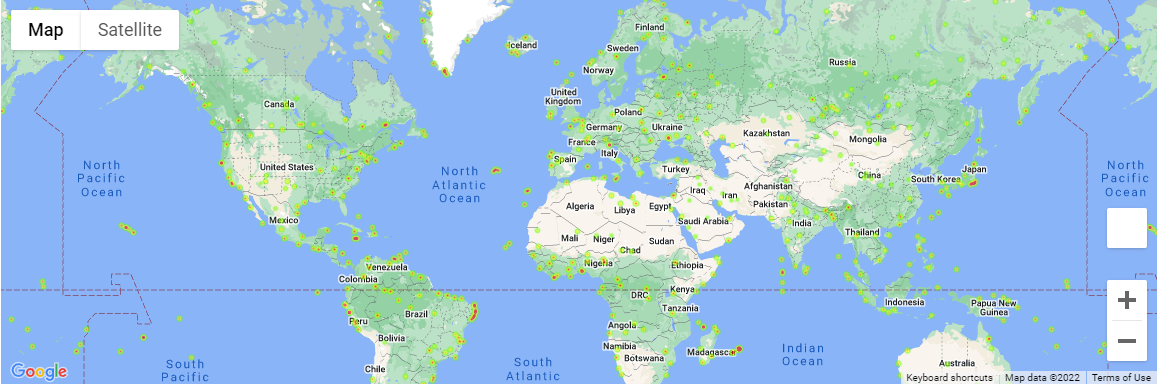 Map
Satellite
Finland
Iceland
Sweden
Russia
Norway
Canada
United
Kingdom
Poland
Germany
Ukraine
Kazakhstan
Mongolia
France
Italy
Spain
United States
Turkey
North
Pacific
Ocean
North
Atlantic
Ocean
North
Pacific
Ocean
China
South Korea
Japan
Iraq
Iran
Afghanistan
Pakistan
Algeria
Libya
Egypt
Saudi Arabia
Mexico
India
Thailand
Mali
Niger
Chad
Sudan
Nigeria
Ethiopia
Venezuela
Colombia
DRC
Kenya
Tanzania
Indonesia
Papua New
Guinea
Peru
Brazil
Bolivia
Angola
Namibia
Botswana
Madagascar
Indian
Ocean
Chile
South
Pacific
South
Atlantic
Australia
Google
Keyboard shortcuts
Map data ©2022
Terms of Use